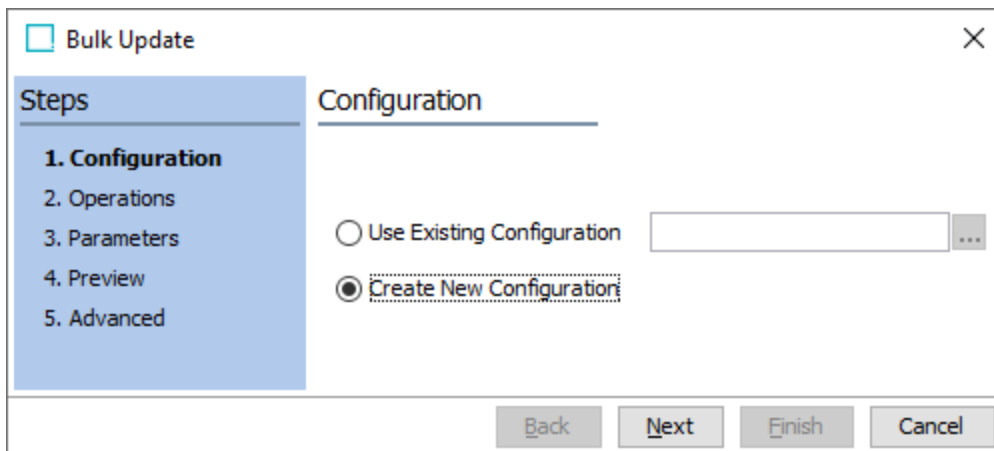 Bulk Update
Steps
1. Configuration
2. Operations
3. Parameters
4. Preview
5. Advanced
Configuration
Use Existing Configuration
...
Create New Configuration
Back Next Finish Cancel